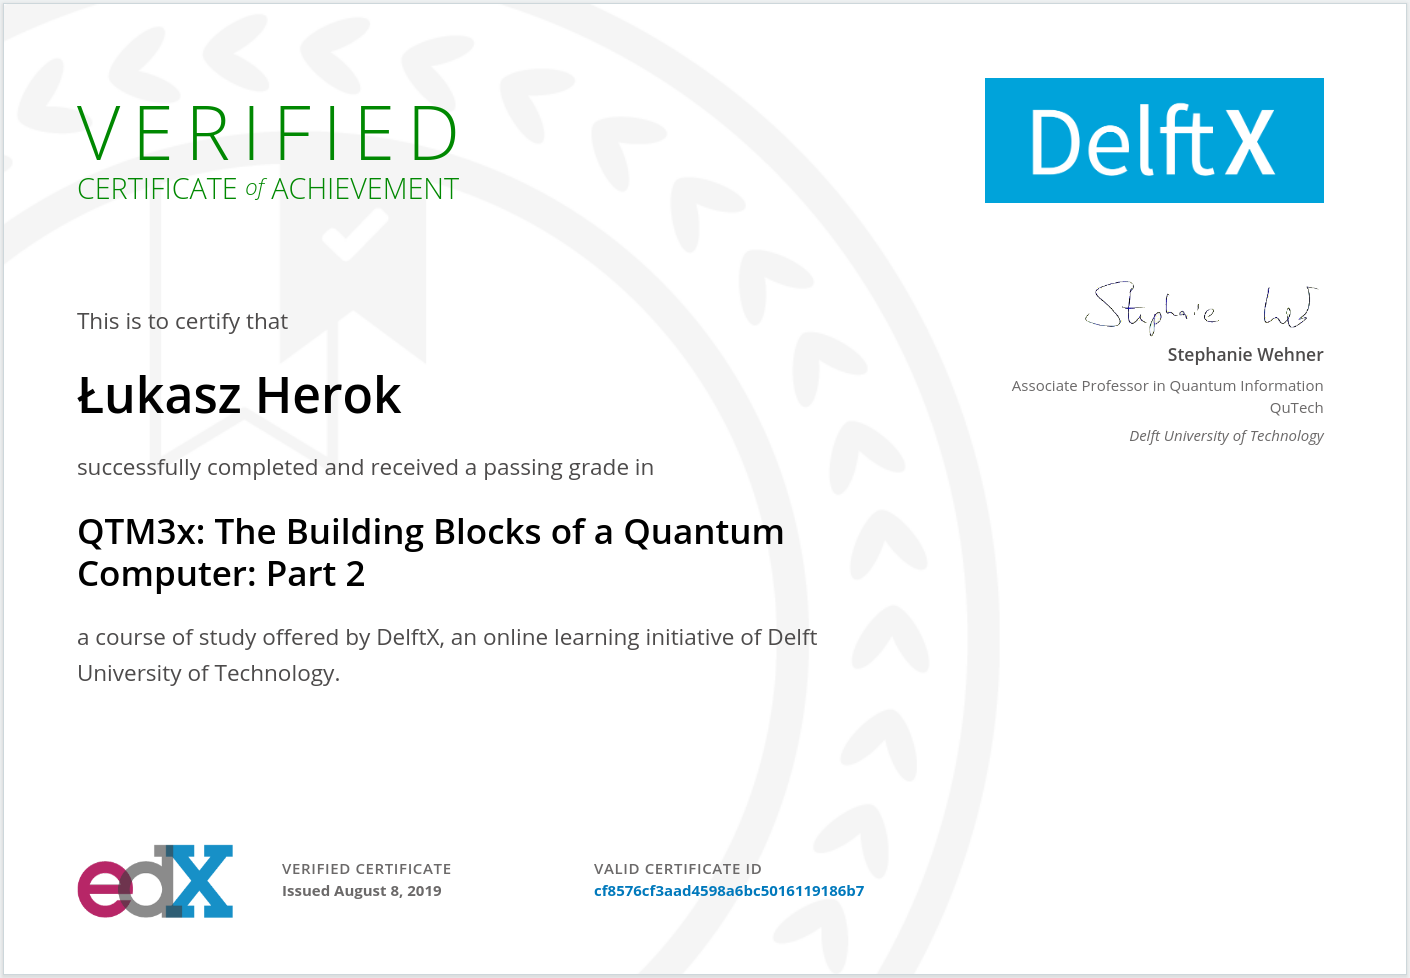 VERIFIED
CERTIFICATE of ACHIEVEMENT
DelftX
This is to certify that
Łukasz Herok
successfully completed and received a passing grade in
QTM3x: The Building Blocks of a Quantum
Computer: Part 2
a course of study offered by DelftX, an online learning initiative of Delft
University of Technology.
Stephanie Wehner
Associate Professor in Quantum Information
QuTech
Delft University of Technology
edX
VERIFIED CERTIFICATE
Issued August 8, 2019
VALID CERTIFICATE ID
cf8576cf3aad4598a6bc5016119186b7